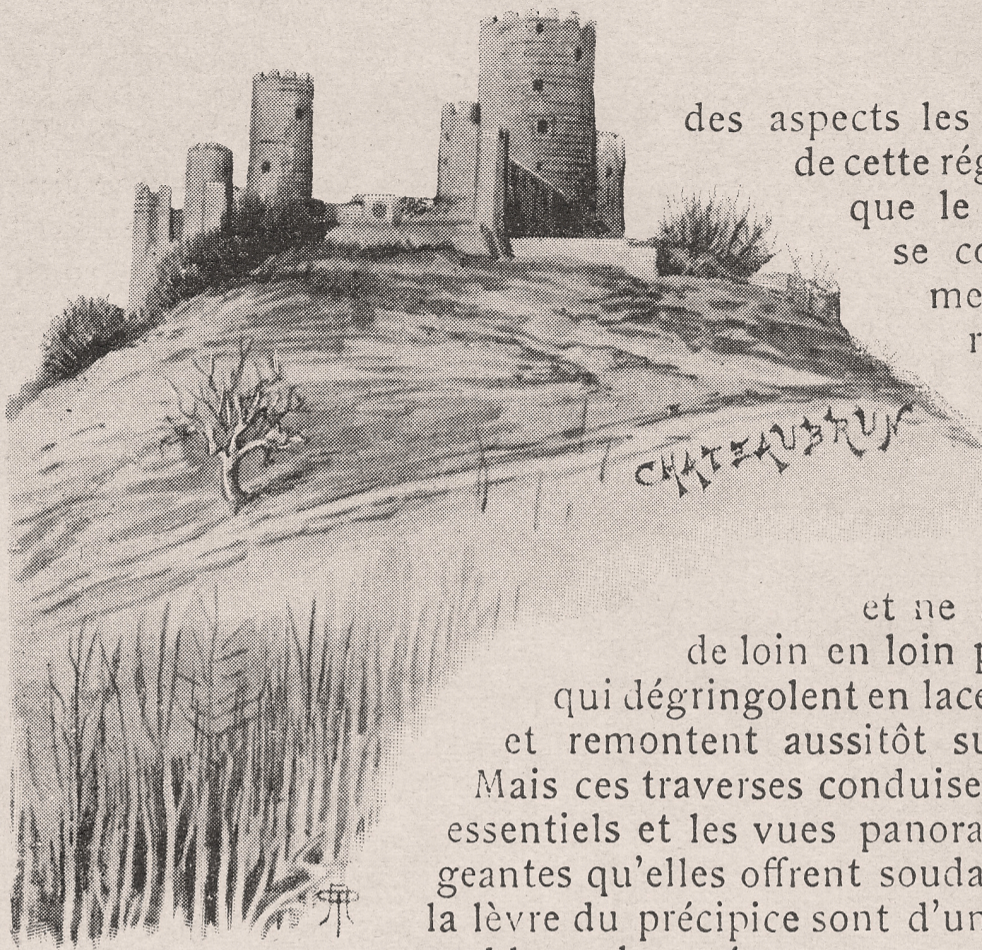 des aspects les
de cette rég
que le
se co
me
r
CHATEAUBRUN
et ne
de loin en loin p
qui dégringolent en lace
et remontent aussitôt su
Mais ces traverses conduise
essentiels et les vues panora
geantes qu'elles offrent souda
la lèvre du précipice sont d'un